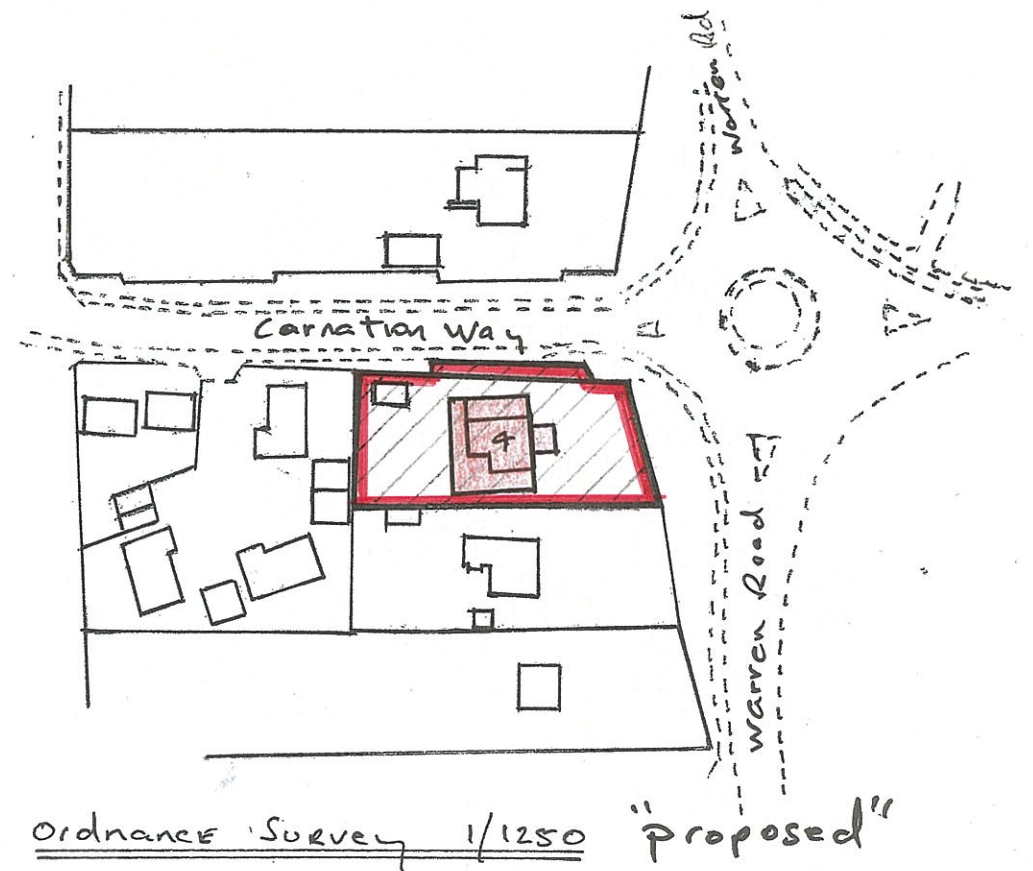 Warren Rd
Carnation Way
4
Warren Road
Ordnance Survey 1/1250
"proposed"